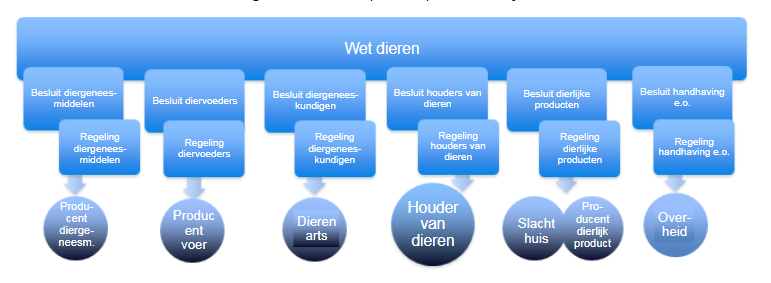 Wet dieren
Besluit diergenees-
middelen
Regeling
diergenees-
middelen
Produ-
cent
dierge-
neesm.
Besluit diervoeders
Regeling
diervoeders
Produc
ent
voer
Besluit diergenees-
kundigen
Regeling
diergenees-
kundigen
Dieren
arts
Besluit houders van
dieren
Regeling
houders van
dieren
Houder
van
dieren
Besluit dierlijke
producten
Regeling
dierlijke
producten
Slacht
huis
Pro-
ducent
dierlijk
product
Besluit handhaving
e.o.
Regeling
handhaving e.o.
Over-
heid